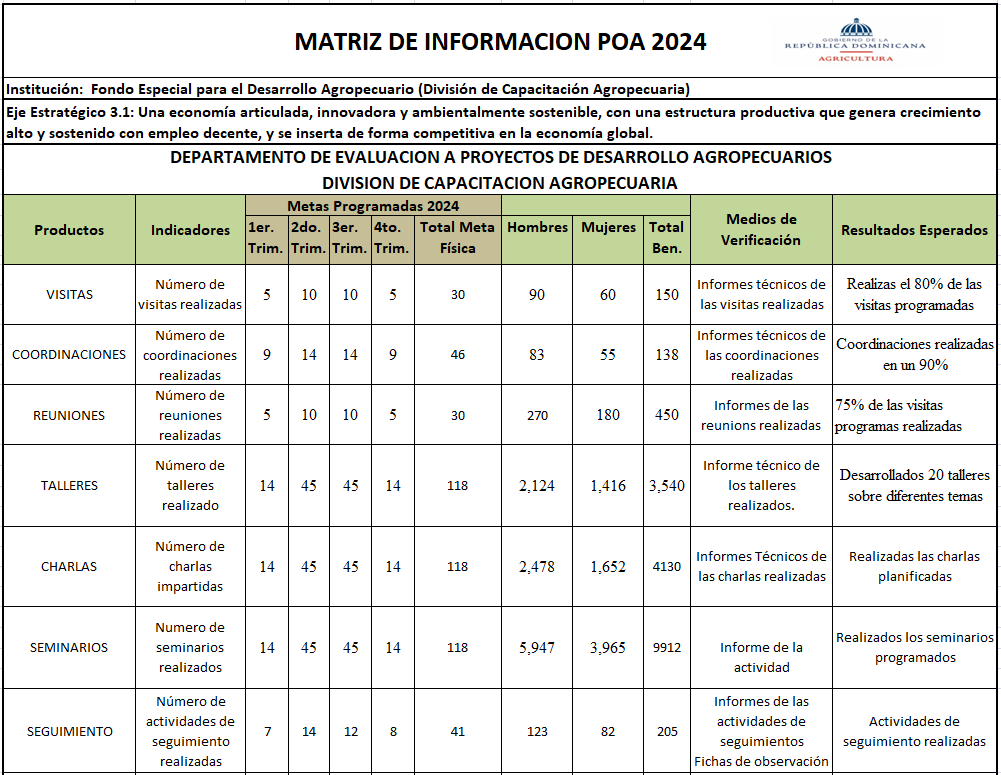 MATRIZ DE INFORMACION POA 2024
GOBIERNO DE LA
REPÚBLICA DOMINICANA
AGRICULTURA
Institución: Fondo Especial para el Desarrollo Agropecuario (División de Capacitación Agropecuaria)
Eje Estratégico 3.1: Una economía articulada, innovadora y ambientalmente sostenible, con una estructura productiva que genera crecimiento
alto y sostenido con empleo decente, y se inserta de forma competitiva en la economía global.
DEPARTAMENTO DE EVALUACION A PROYECTOS DE DESARROLLO AGROPECUARIOS
DIVISION DE CAPACITACION AGROPECUARIA
Productos
Indicadores
Metas Programadas 2024
1er.
Trim.
2do.
Trim.
3er.
Trim.
4to.
Trim.
Total Meta
Física
Hombres
Mujeres
Total
Ben.
Medios de
Verificación
Resultados Esperados
VISITAS
Número de
visitas realizadas
5
10
10
5
30
90
60
150
Informes técnicos de
las visitas realizadas
Realizas el 80% de las
visitas programadas
COORDINACIONES
Número de
coordinaciones
realizadas
9
14
14
9
46
83
55
138
Informes técnicos de
las coordinaciones
realizadas
Coordinaciones realizadas
en un 90%
REUNIONES
Número de
reuniones
realizadas
5
10
10
5
30
270
180
450
Informes de las
reunions realizadas
75% de las visitas
programas realizadas
TALLERES
Número de
talleres
realizado
14
45
45
14
118
2,124
1,416
3,540
Informe técnico de
los talleres
realizados.
Desarrollados 20 talleres
sobre diferentes temas
CHARLAS
Número de
charlas
impartidas
14
45
45
14
118
2,478
1,652
4130
Informes Técnicos de
las charlas realizadas
Realizadas las charlas
planificadas
SEMINARIOS
Numero de
seminarios
realizados
14
45
45
14
118
5,947
3,965
9912
Informe de la
actividad
Realizados los seminarios
programados
SEGUIMIENTO
Número de
actividades de
seguimiento
realizadas
7
14
12
8
41
123
82
205
Informes de las
actividades de
seguimientos
Fichas de observación
Actividades de
seguimiento realizadas